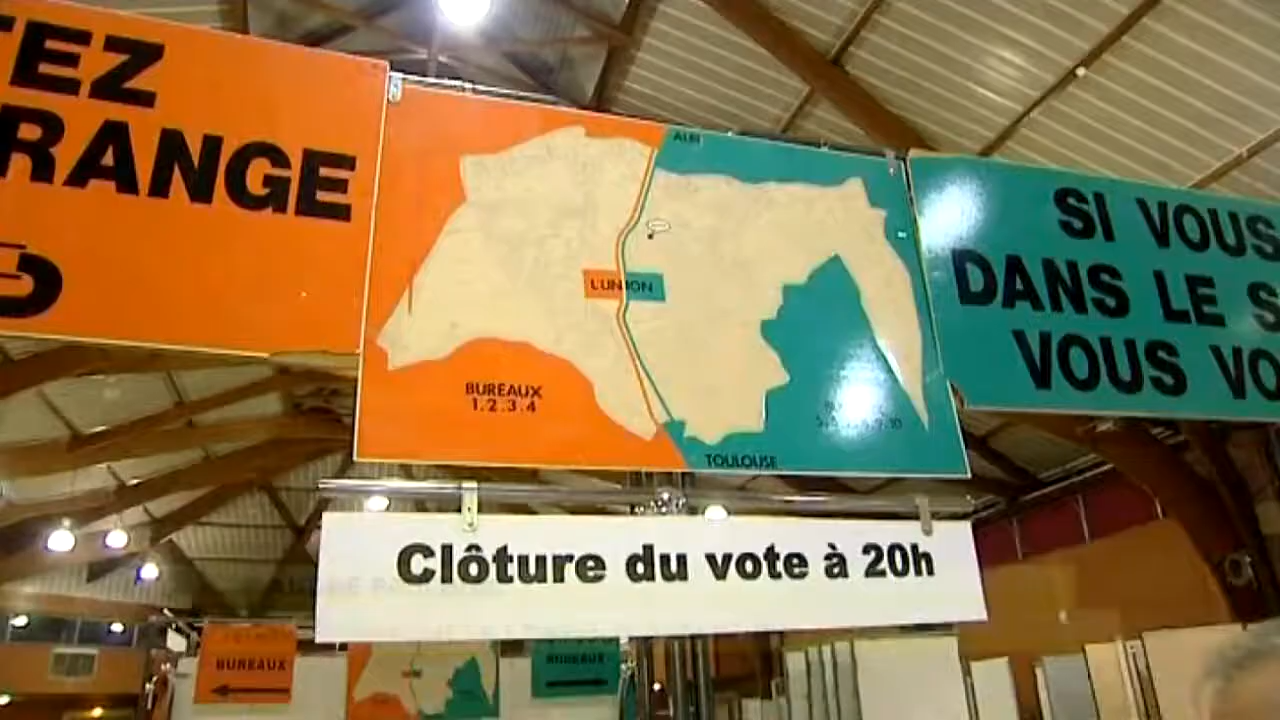 TEZ
RANGE
ALBI
L'UNION
BUREAUX
1.2.3.4
TOULOUSE
SI VOUS
DANS LE S
VOUS VO
Clôture du vote à 20h
BUREAUX
BUREAUX